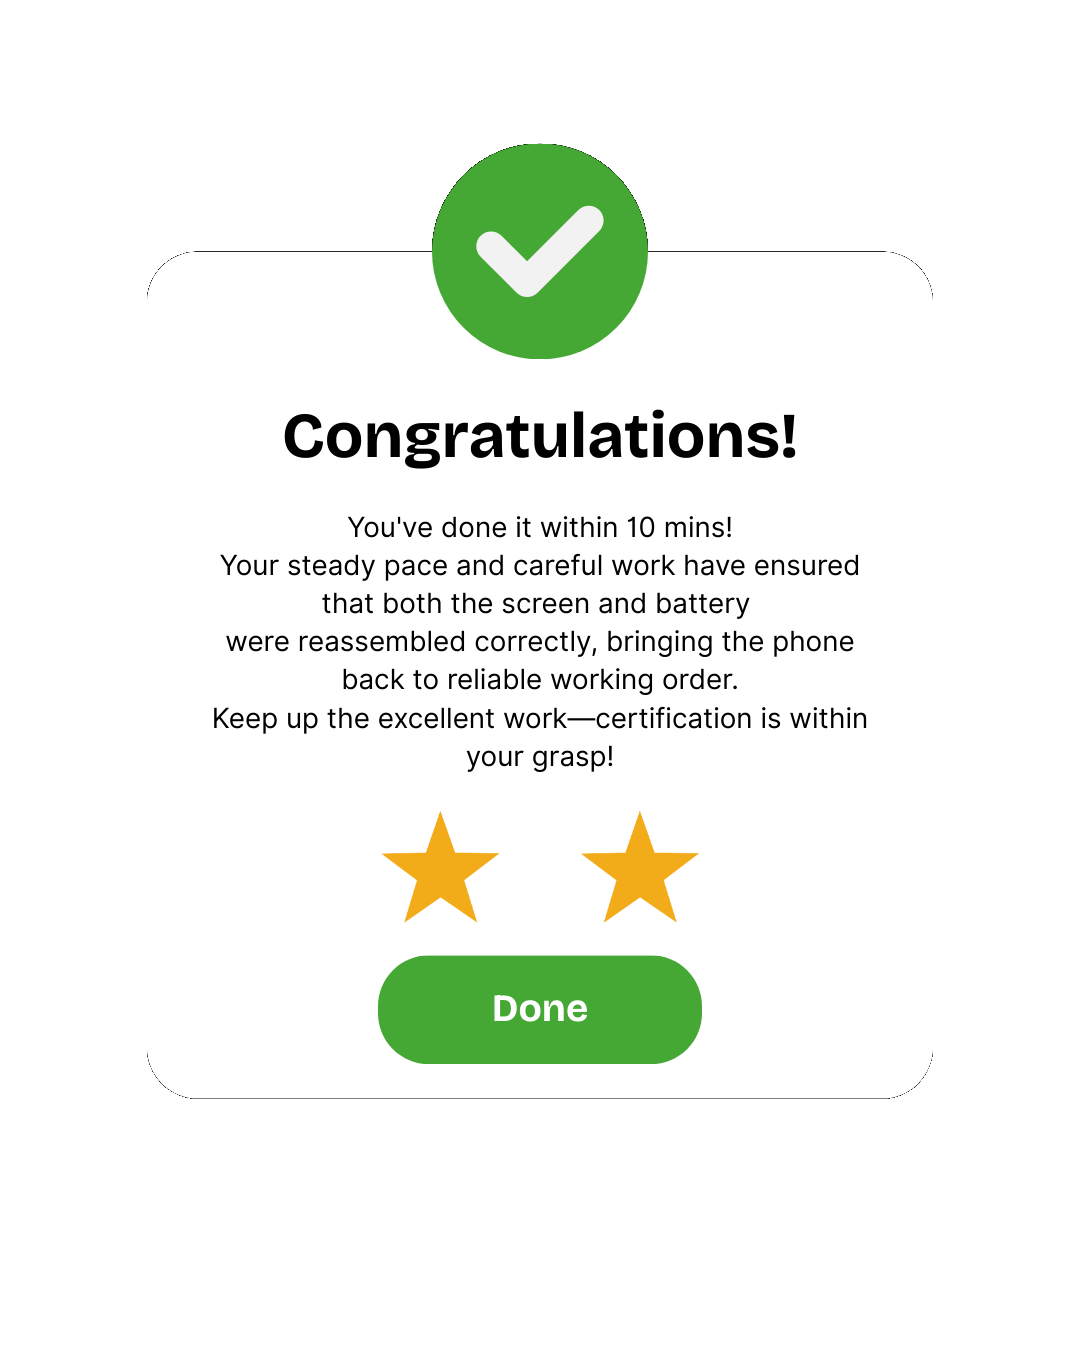 Congratulations!
You've done it within 10 mins!
Your steady pace and careful work have ensured
that both the screen and battery
were reassembled correctly, bringing the phone
back to reliable working order.
Keep up the excellent work—certification is within
your grasp!
Done